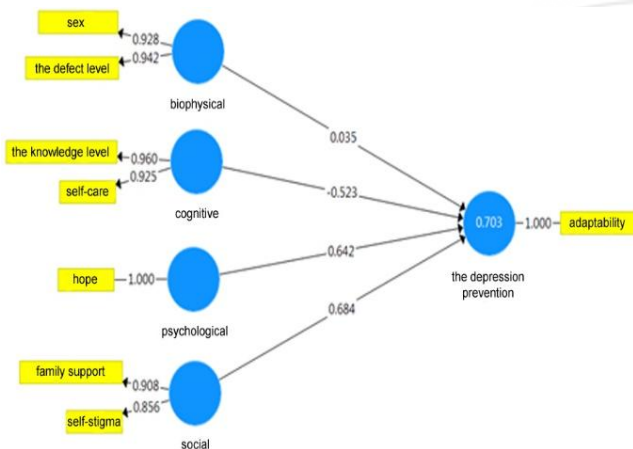 sex
0.928
the defect level
0.942
biophysical
0.035
the knowledge level
0.960
self-care
0.925
cognitive
-0.523
0.703
1.000
adaptability
the depression
prevention
hope
1.000
psychological
0.642
0.684
family support
0.908
self-stigma
0.856
social